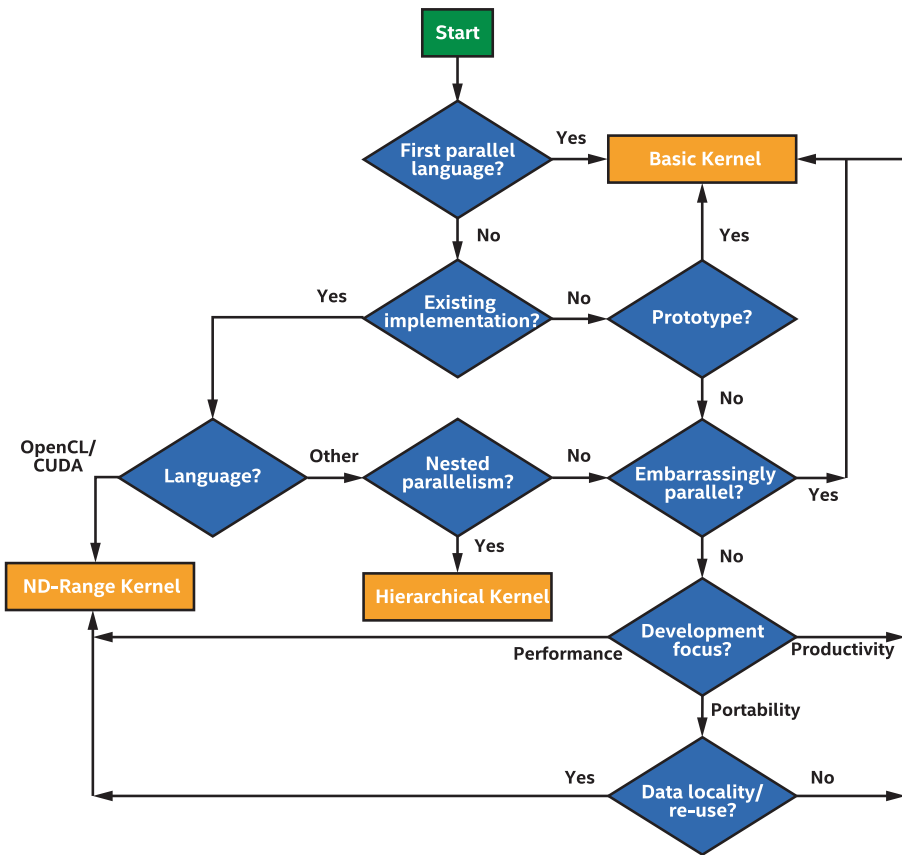 Start
First parallel
language?
Yes
Basic Kernel
No
Yes
Yes
Existing
implementation?
No
Prototype?
No
OpenCL/
CUDA
Language?
Other
Nested
parallelism?
No
Embarrassingly
parallel?
Yes
Yes
No
ND-Range Kernel
Hierarchical Kernel
Development
focus?
Performance
Productivity
Portability
Yes
Data locality/
re-use?
No